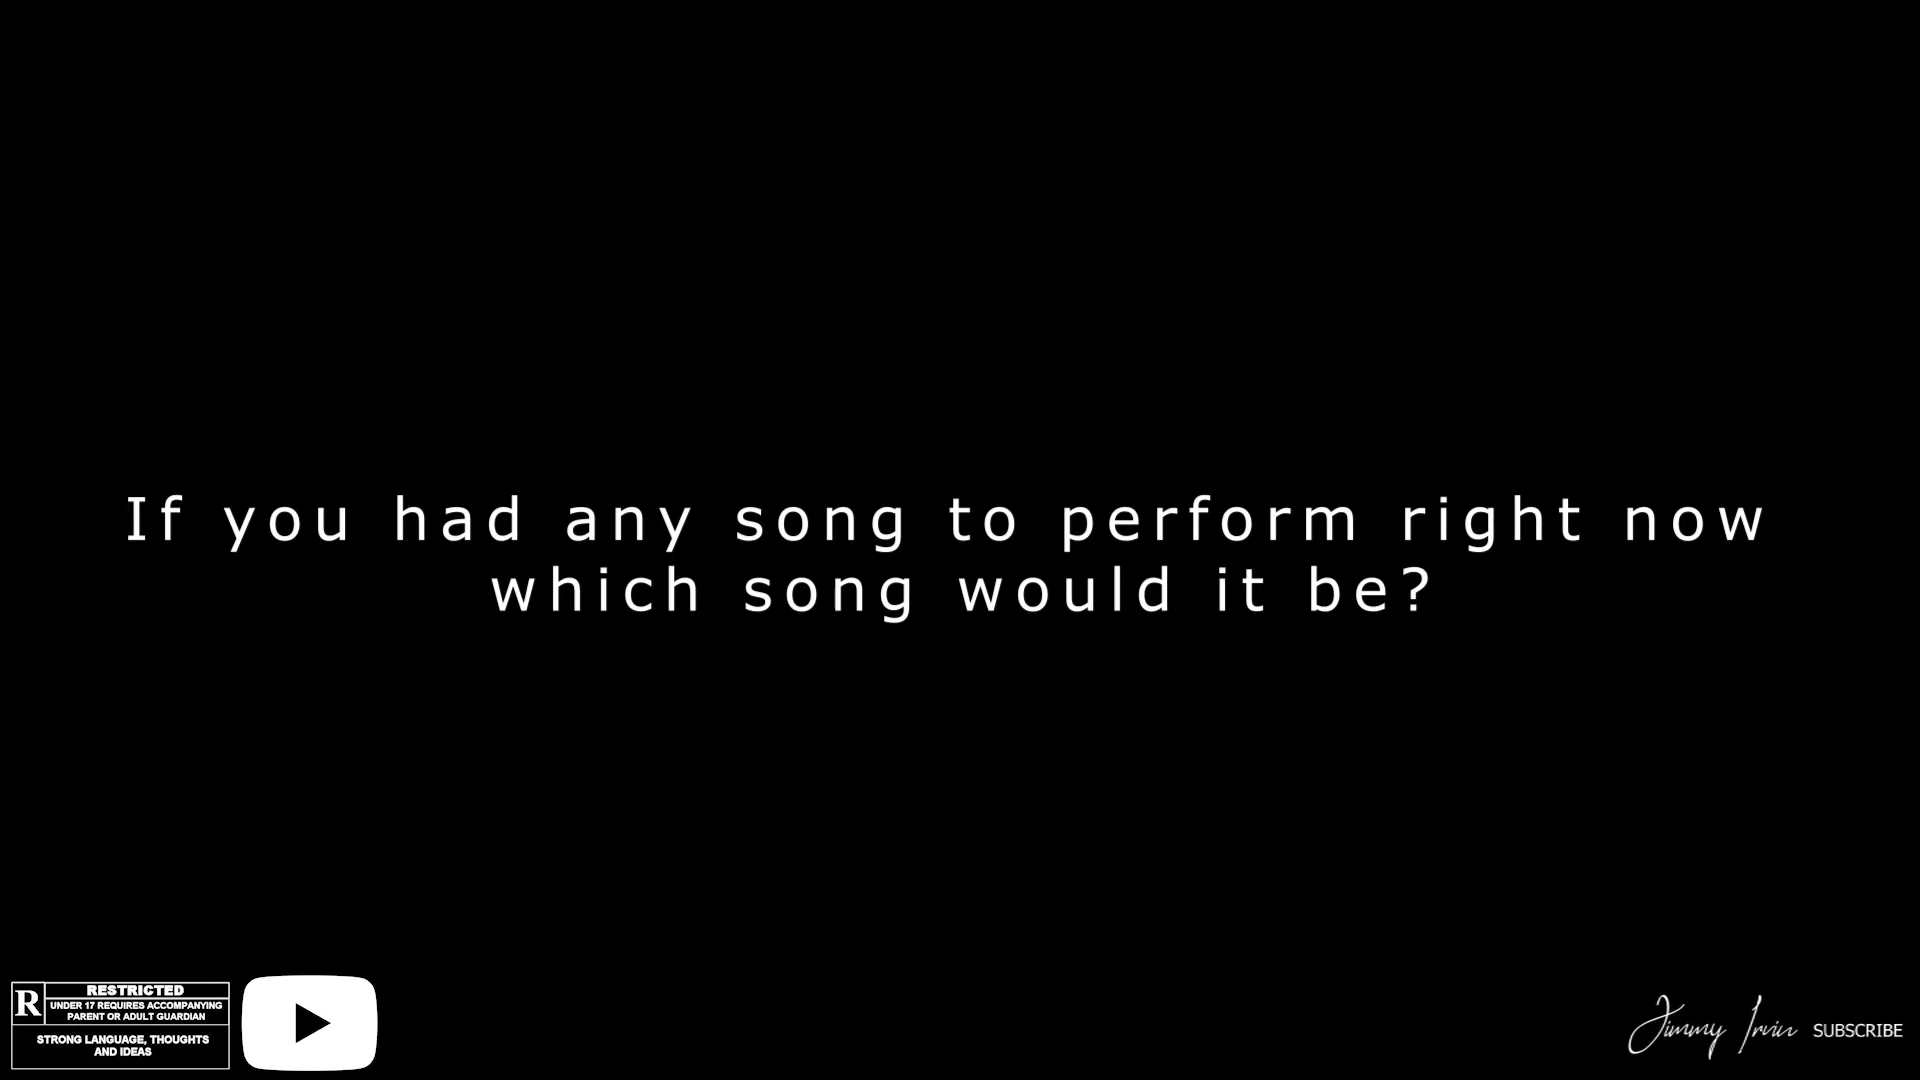 If you had any song to perform right now
which song would it be?
R
RESTRICTED
UNDER 17 REQUIRES ACCOMPANYING
PARENT OR ADULT GUARDIAN
STRONG LANGUAGE, THOUGHTS
AND IDEAS
Jimmy Irvin SUBSCRIBE